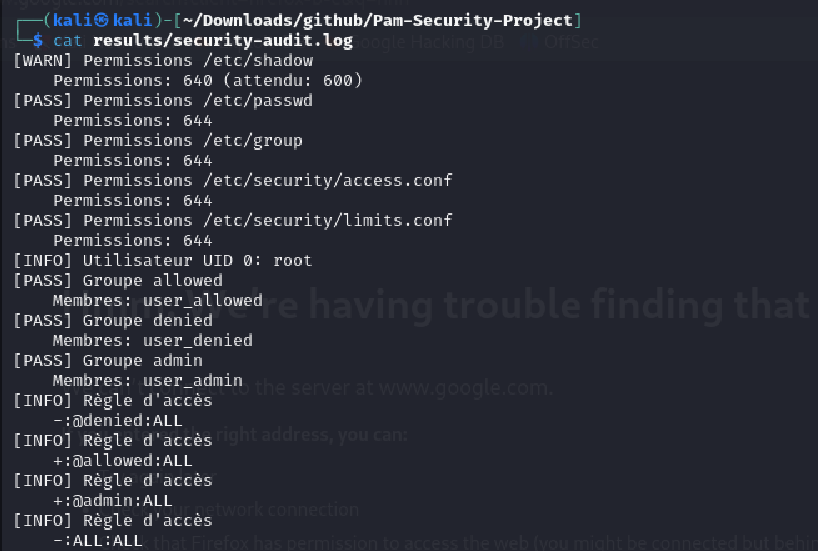 ┌──(kali㉿kali)-[~/Downloads/github/Pam-Security-Project]
└─$ cat results/security-audit.log
Google Hacking DB OffSec
[WARN] Permissions /etc/shadow
Permissions: 640 (attendu: 600)
[PASS] Permissions /etc/passwd
Permissions: 644
[PASS] Permissions /etc/group
Permissions: 644
[PASS] Permissions /etc/security/access.conf
Permissions: 644
[PASS] Permissions /etc/security/limits.conf
Permissions: 644
[INFO] Utilisateur UID 0: root
[PASS] Groupe allowed
Membres: user_allowed
We're having trouble finding that
[PASS] Groupe denied
Membres: user_denied
[PASS] Groupe admin
Membres: user_admin
connect to the server at www.google.com.
[INFO] Règle d'accès
-:@denied:ALL
the right address, you can:
[INFO] Règle d'accès
+:@allowed:ALL
[INFO] Règle d'accès
+:@admin:ALL
network connection
[INFO] Règle d'accès
-:ALL:ALL
that Firefox has permission to access the web (you might be connected but behin